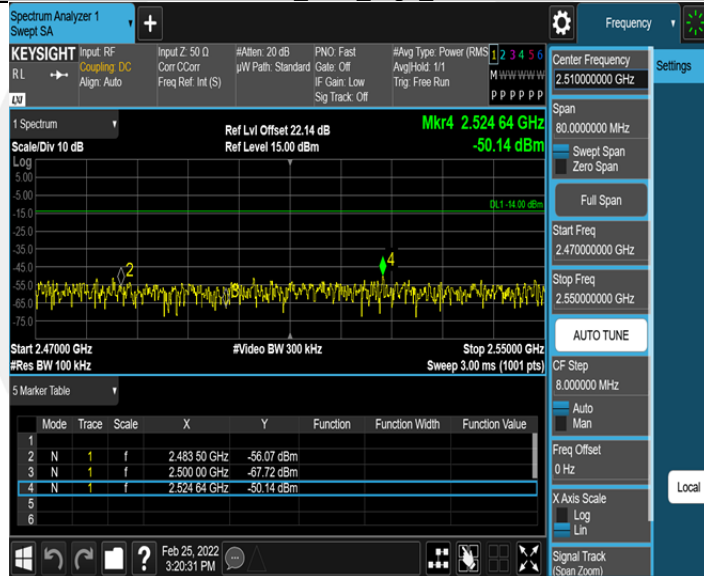 Spectrum Analyzer 1
Swept SA
+
Frequency
KEYSIGHT
RL
LXI
Input: RF
Coupling: DC
Align: Auto
Input Z: 50 Ω
Corr CCorr
Freq Ref: Int (S)
#Atten: 20 dB
µW Path: Standard
PNO: Fast
Gate: Off
IF Gain: Low
Sig Track: Off
#Avg Type: Power (RMS
Avg|Hold: 1/1
Trig: Free Run
1 2 3 4 5 6
M W W W W W
P P P P P P
1 Spectrum
Scale/Div 10 dB
Ref Lvl Offset 22.14 dB
Ref Level 15.00 dBm
Mkr4 2.524 64 GHz
-50.14 dBm
Log
5.00
-5.00
-15.0
-25.0
-35.0
-45.0
-55.0
-65.0
-75.0
DL1 -14.00 dBm
2
3
4
Start 2.47000 GHz
#Res BW 100 kHz
#Video BW 300 kHz
Stop 2.55000 GHz
Sweep 3.00 ms (1001 pts)
5 Marker Table
Mode Trace Scale X Y Function Function Width Function Value
1
2 N 1 f 2.483 50 GHz -56.07 dBm
3 N 1 f 2.500 00 GHz -67.72 dBm
4 N 1 f 2.524 64 GHz -50.14 dBm
5
6
?
Feb 25, 2022
3:20:31 PM
Center Frequency
2.510000000 GHz
Span
80.0000000 MHz
Swept Span
Zero Span
Full Span
Start Freq
2.470000000 GHz
Stop Freq
2.550000000 GHz
AUTO TUNE
CF Step
8.000000 MHz
Auto
Man
Freq Offset
0 Hz
X Axis Scale
Log
Lin
Signal Track
(Span Zoom)
Settings
Local